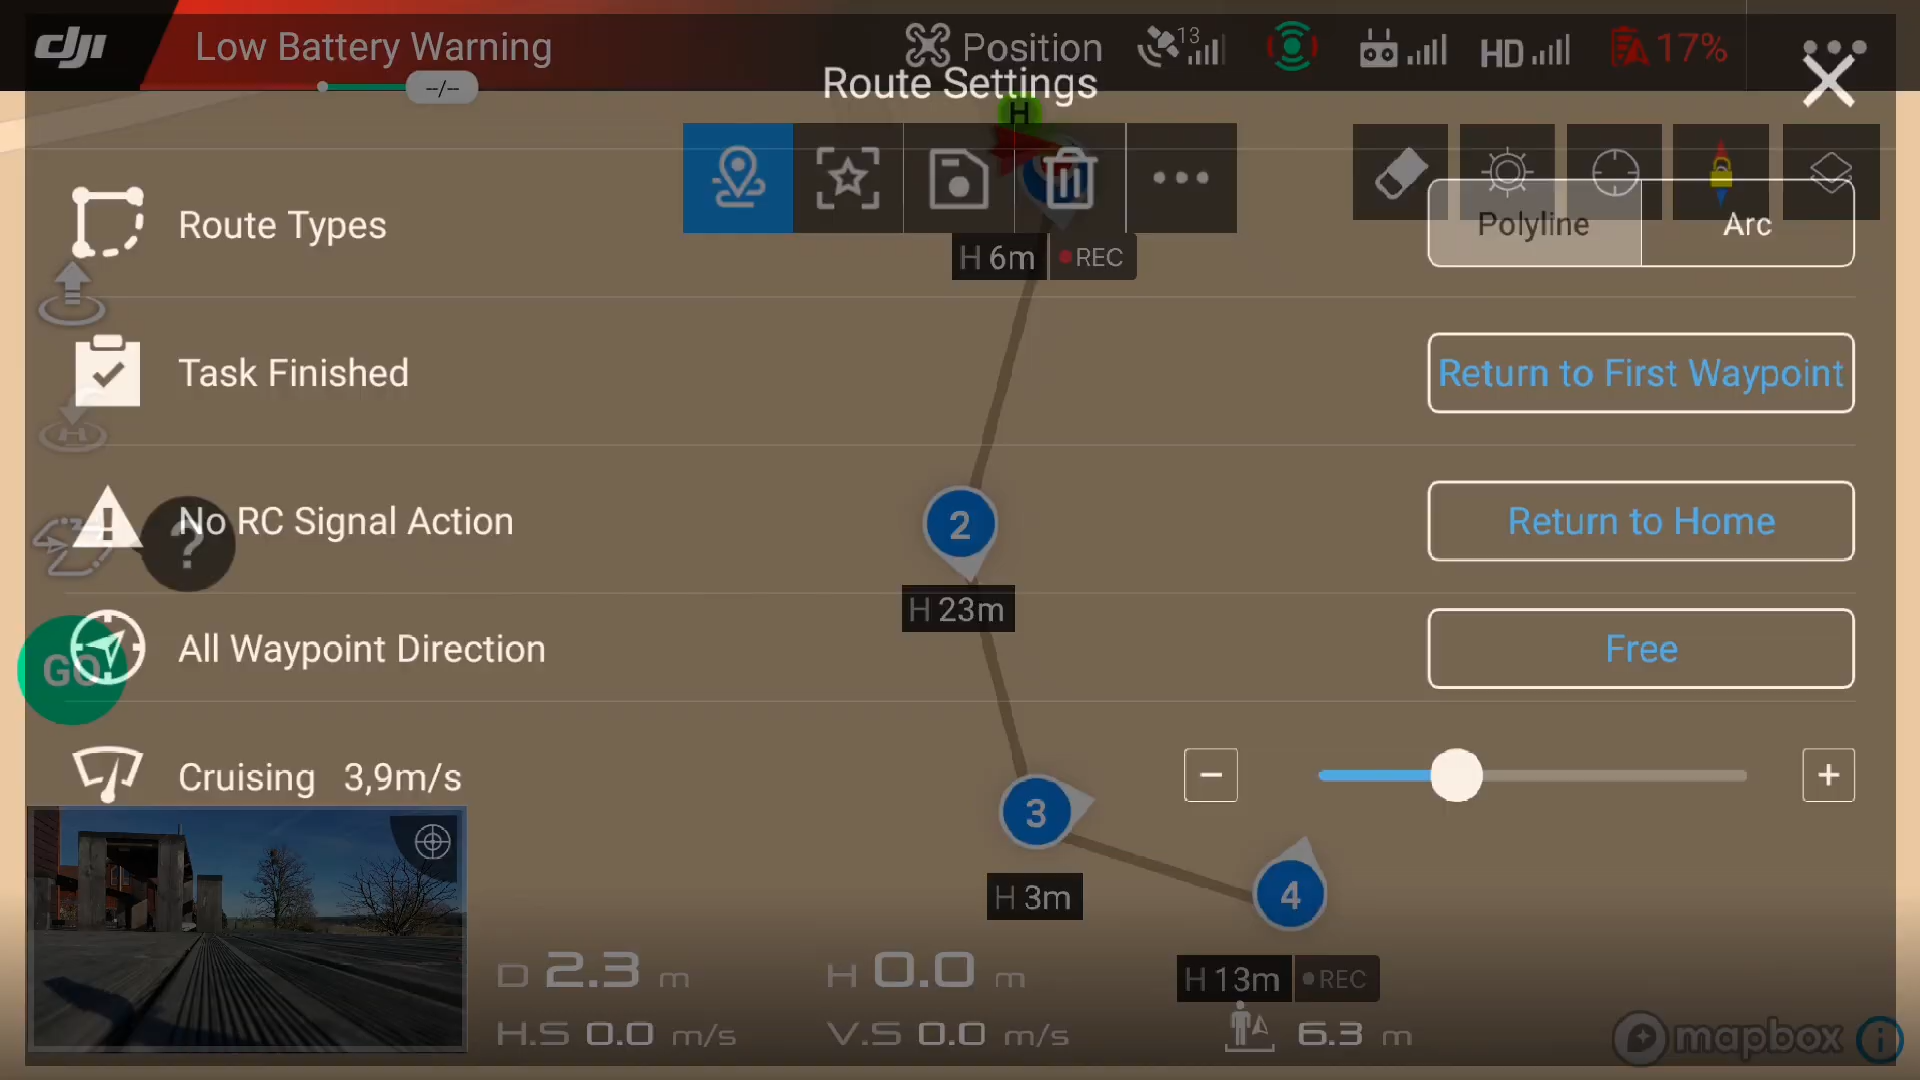 dji Low Battery Warning Position 13 HD 17%
--/--
Route Settings
H
Route Types Polyline Arc
H 6m REC
Task Finished Return to First Waypoint
No RC Signal Action Return to Home
?
2
H 23m
GO All Waypoint Direction Free
Cruising 3,9m/s − +
3
H 3m
4
D 2.3 m H 0.0 m H 13m REC
H.S 0.0 m/s V.S 0.0 m/s 6.3 m
mapbox i